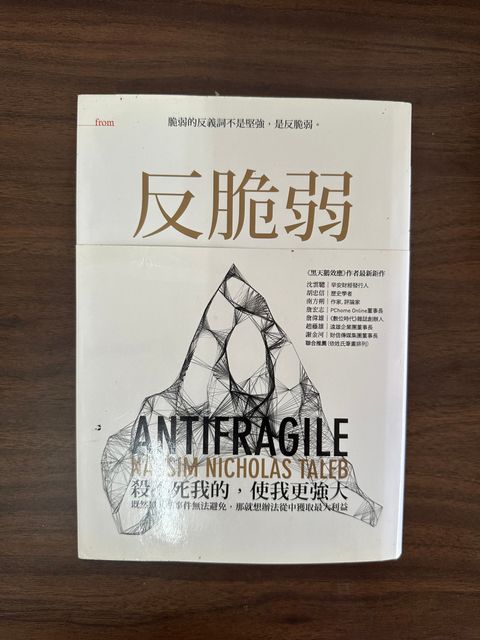 from
脆弱的反義詞不是堅強，是反脆弱。
反脆弱
《黑天鵝效應》作者最新鉅作
沈雲驄｜早安財經發行人
胡忠信｜歷史學者
南方朔｜作家, 評論家
詹宏志｜PChome Online董事長
詹偉雄｜《數位時代》雜誌創辦人
趙藤雄｜遠雄企業團董事長
謝金河｜財信傳媒集團董事長
聯合推薦 (依姓氏筆畫排列)
ANTIFRAGILE
NASSIM NICHOLAS TALEB
殺不死我的，使我更強大
既然 事件無法避免，那就想辦法從中獲取最大利益